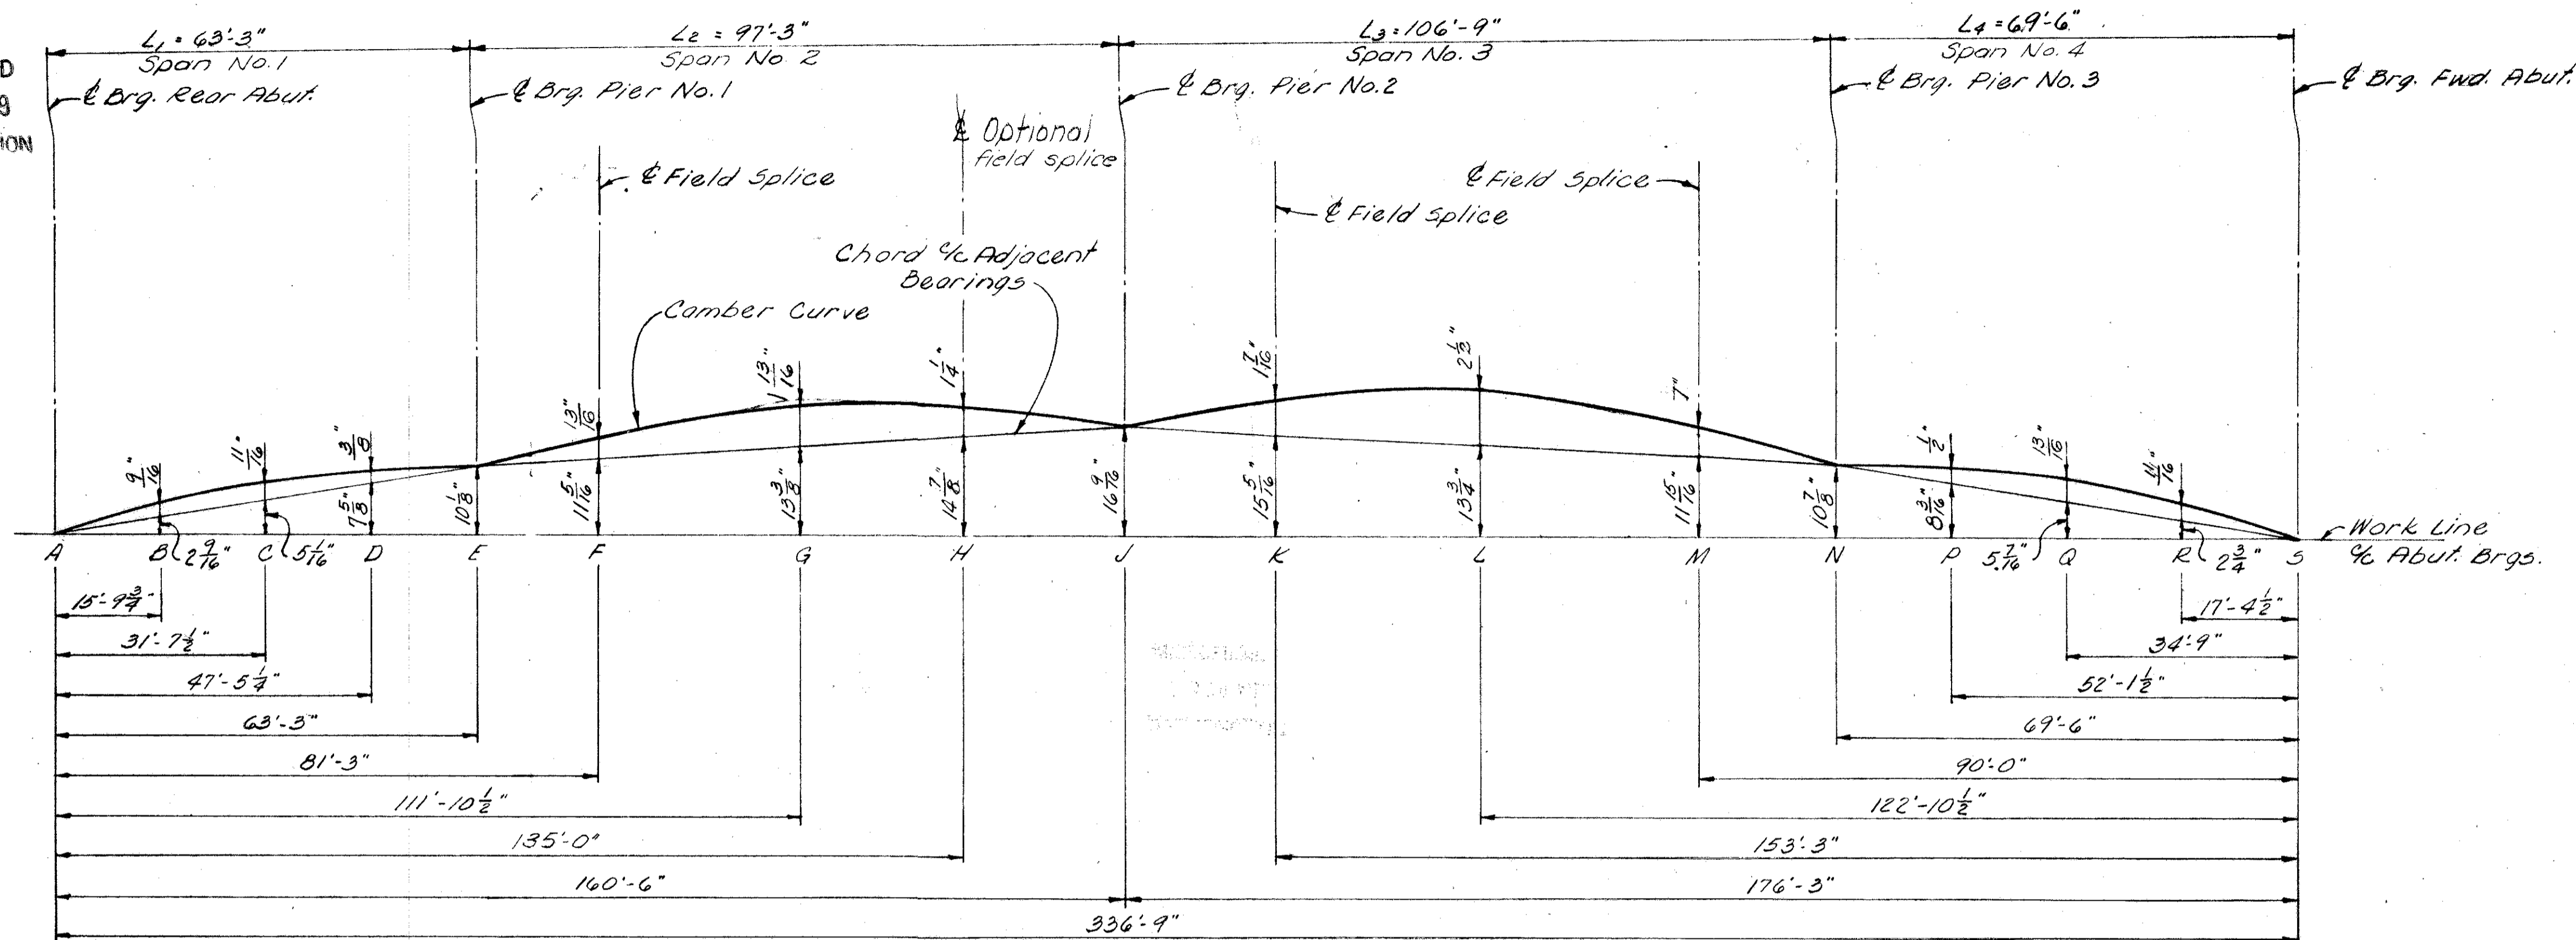 L₁ = 63'-3"
Span No. 1
L₂ = 97'-3"
Span No. 2
L₃ = 106'-9"
Span No. 3
L₄ = 69'-6"
Span No. 4
D
9
ION
℄ Brg. Rear Abut.
℄ Brg. Pier No. 1
℄ Brg. Pier No. 2
℄ Brg. Pier No. 3
℄ Brg. Fwd. Abut.
℄ Optional
field splice
℄ Field Splice
℄ Field Splice
℄ Field Splice
Chord c/c Adjacent
Bearings
Camber Curve
9/16"
11/16"
3/8"
13/16"
1 13/16"
1 1/4"
1 7/16"
2 1/2"
7"
1/2"
13/16"
11/16"
7 5/8"
10 1/8"
11 5/16"
13 3/8"
14 7/8"
16 9/16"
15 5/16"
13 3/4"
11 15/16"
10 7/8"
8 3/16"
A B 2 9/16" C 5 1/16" D E F G H J K L M N P 5 7/16" Q R 2 3/4" S
Work Line
c/c Abut. Brgs.
15'-9 3/4"
17'-4 1/2"
31'-7 1/2"
34'-9"
47'-5 1/4"
52'-1 1/2"
63'-3"
69'-6"
81'-3"
90'-0"
111'-10 1/2"
122'-10 1/2"
135'-0"
153'-3"
160'-6"
176'-3"
336'-9"